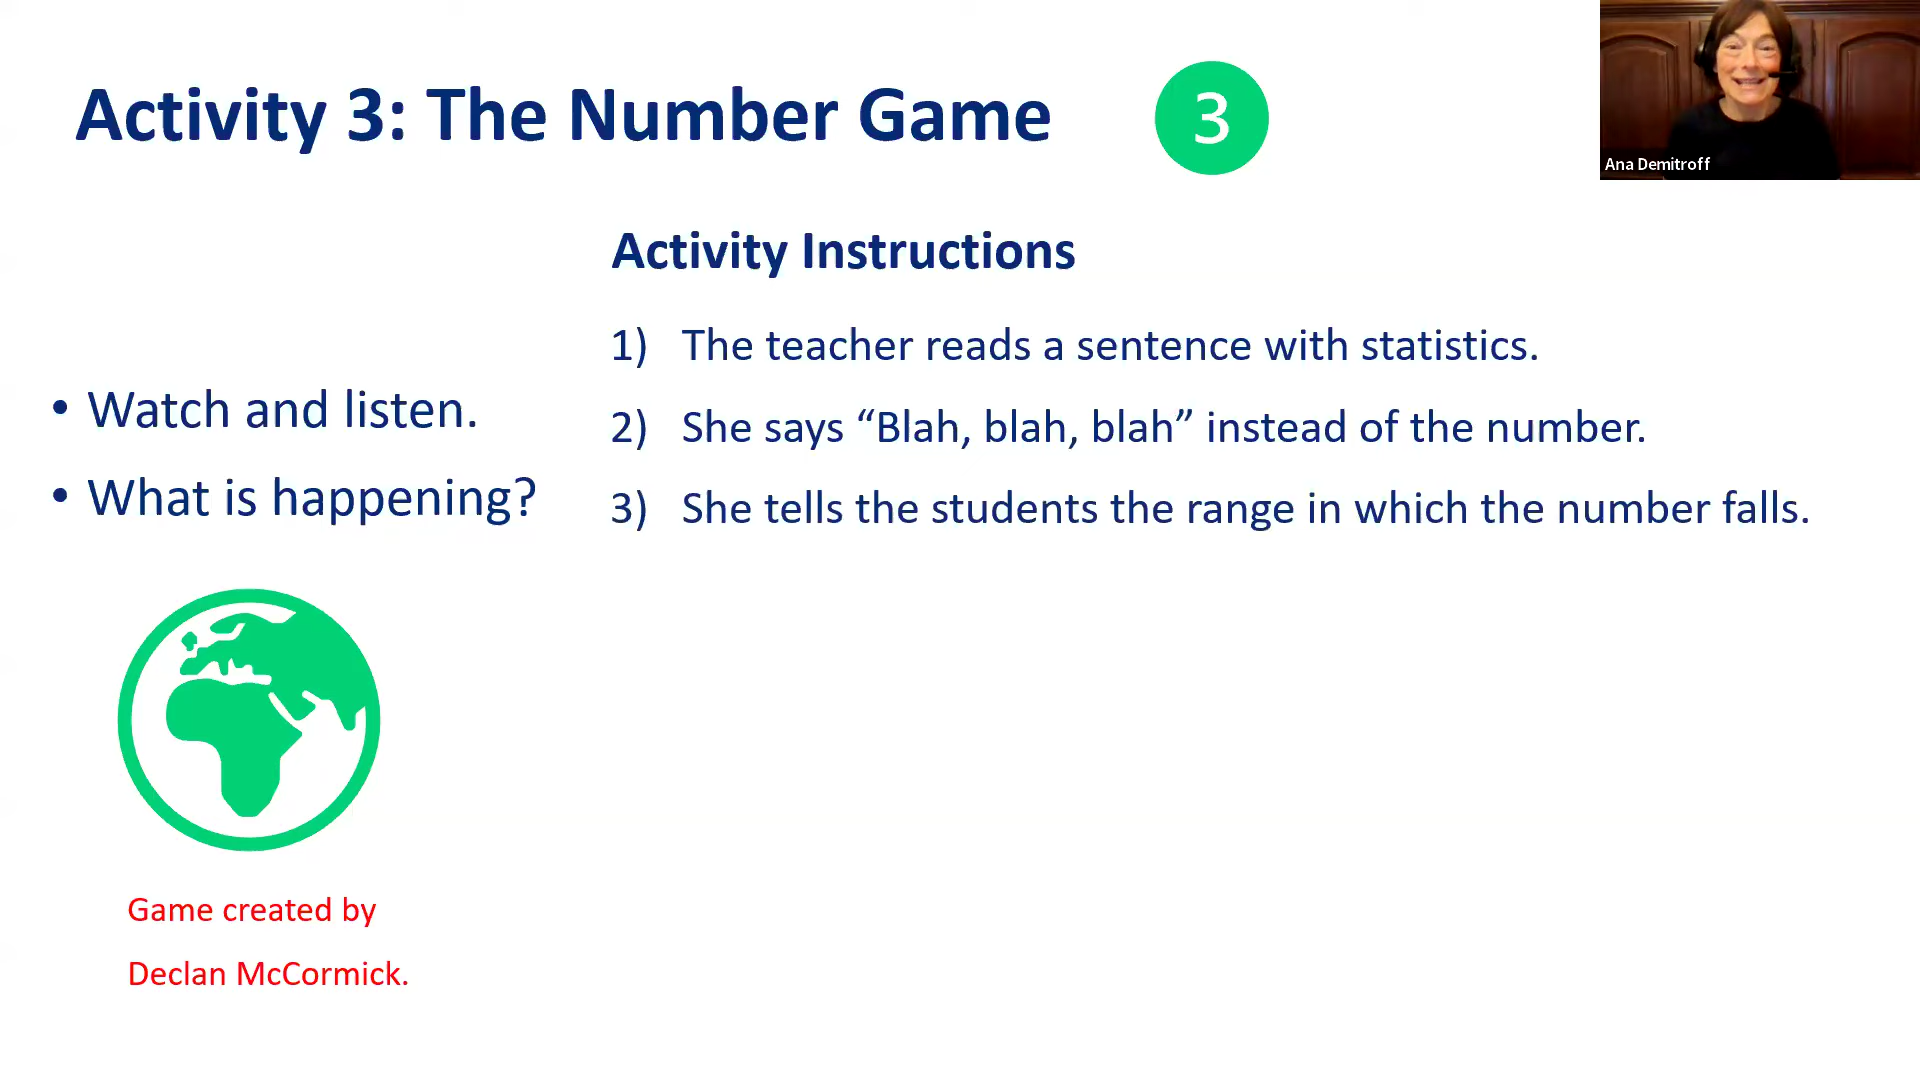 Activity 3: The Number Game
3
Ana Demitroff
• Watch and listen.
• What is happening?
Game created by
Declan McCormick.
Activity Instructions
1) The teacher reads a sentence with statistics.
2) She says “Blah, blah, blah” instead of the number.
3) She tells the students the range in which the number falls.